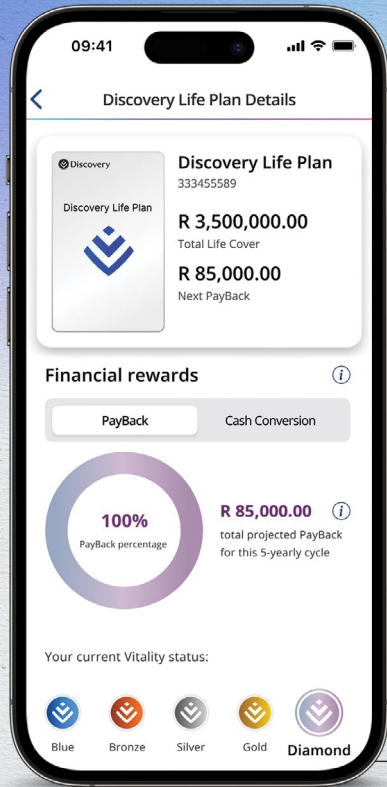 09:41
Discovery Life Plan Details
Discovery
Discovery Life Plan
Discovery Life Plan
333455589
R 3,500,000.00
Total Life Cover
R 85,000.00
Next PayBack
Financial rewards
PayBack
Cash Conversion
100%
PayBack percentage
R 85,000.00
total projected PayBack
for this 5-yearly cycle
Your current Vitality status:
Blue
Bronze
Silver
Gold
Diamond